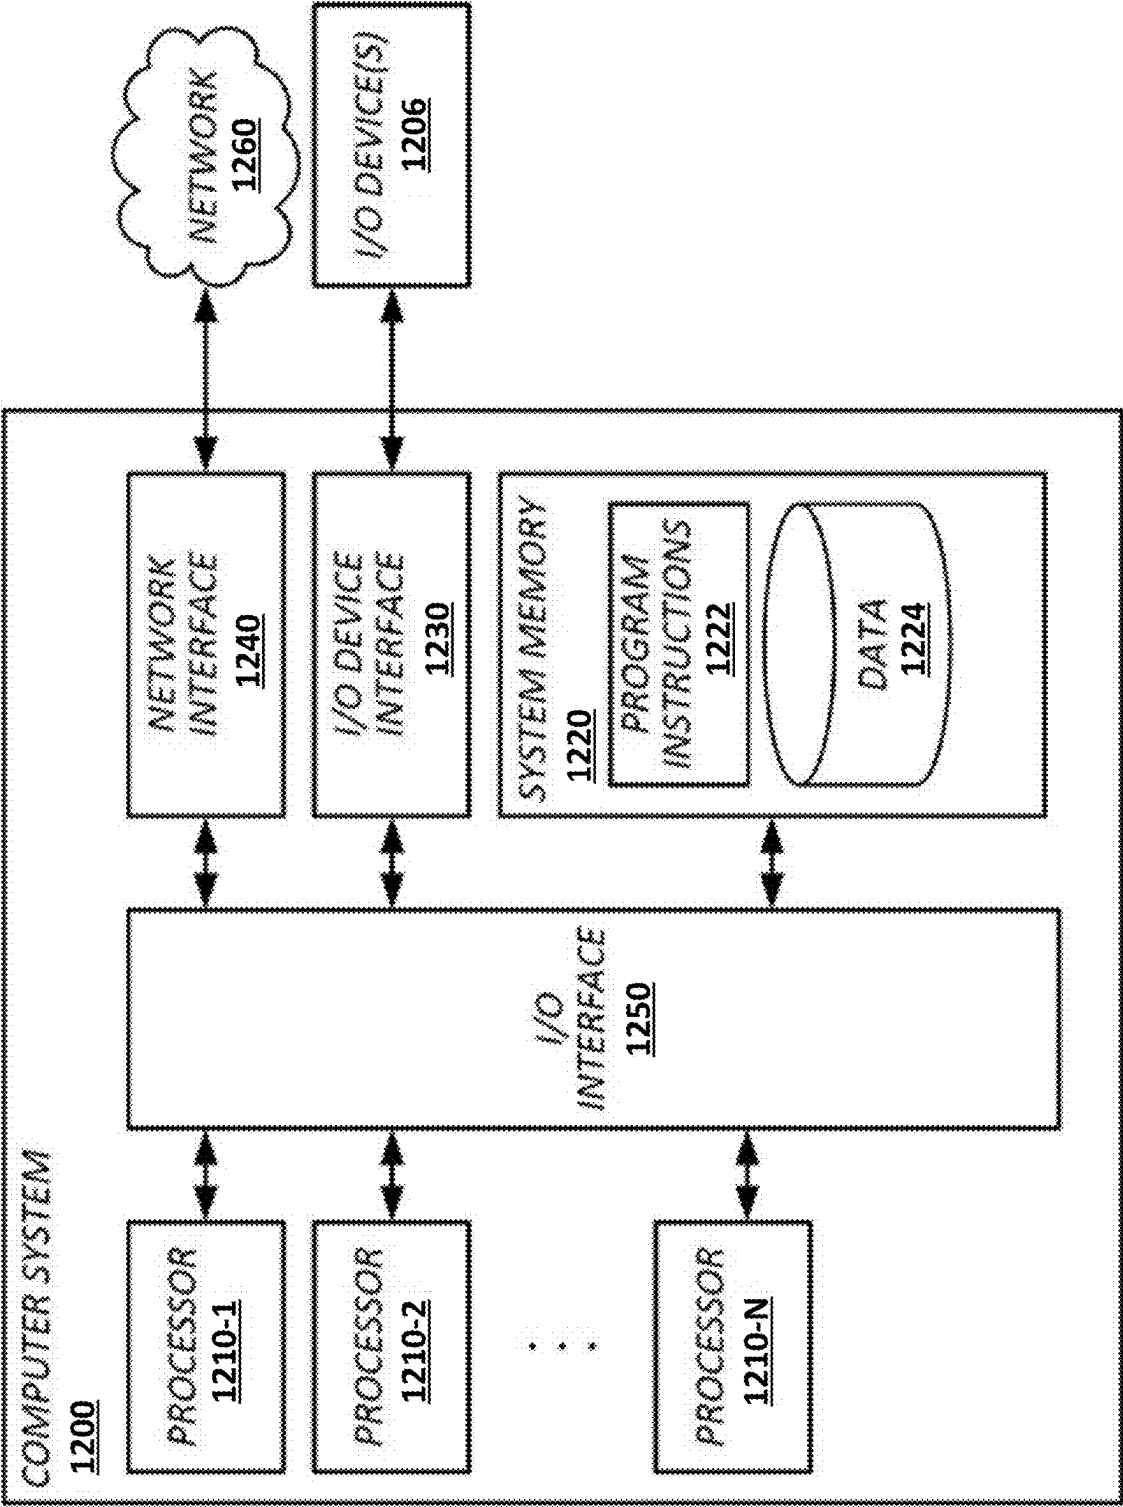 COMPUTER SYSTEM
1200
PROCESSOR
1210-1
PROCESSOR
1210-2
. . .
PROCESSOR
1210-N
I/O
INTERFACE
1250
NETWORK
INTERFACE
1240
I/O DEVICE
INTERFACE
1230
SYSTEM MEMORY
1220
PROGRAM
INSTRUCTIONS
1222
DATA
1224
NETWORK
1260
I/O DEVICE(S)
1206